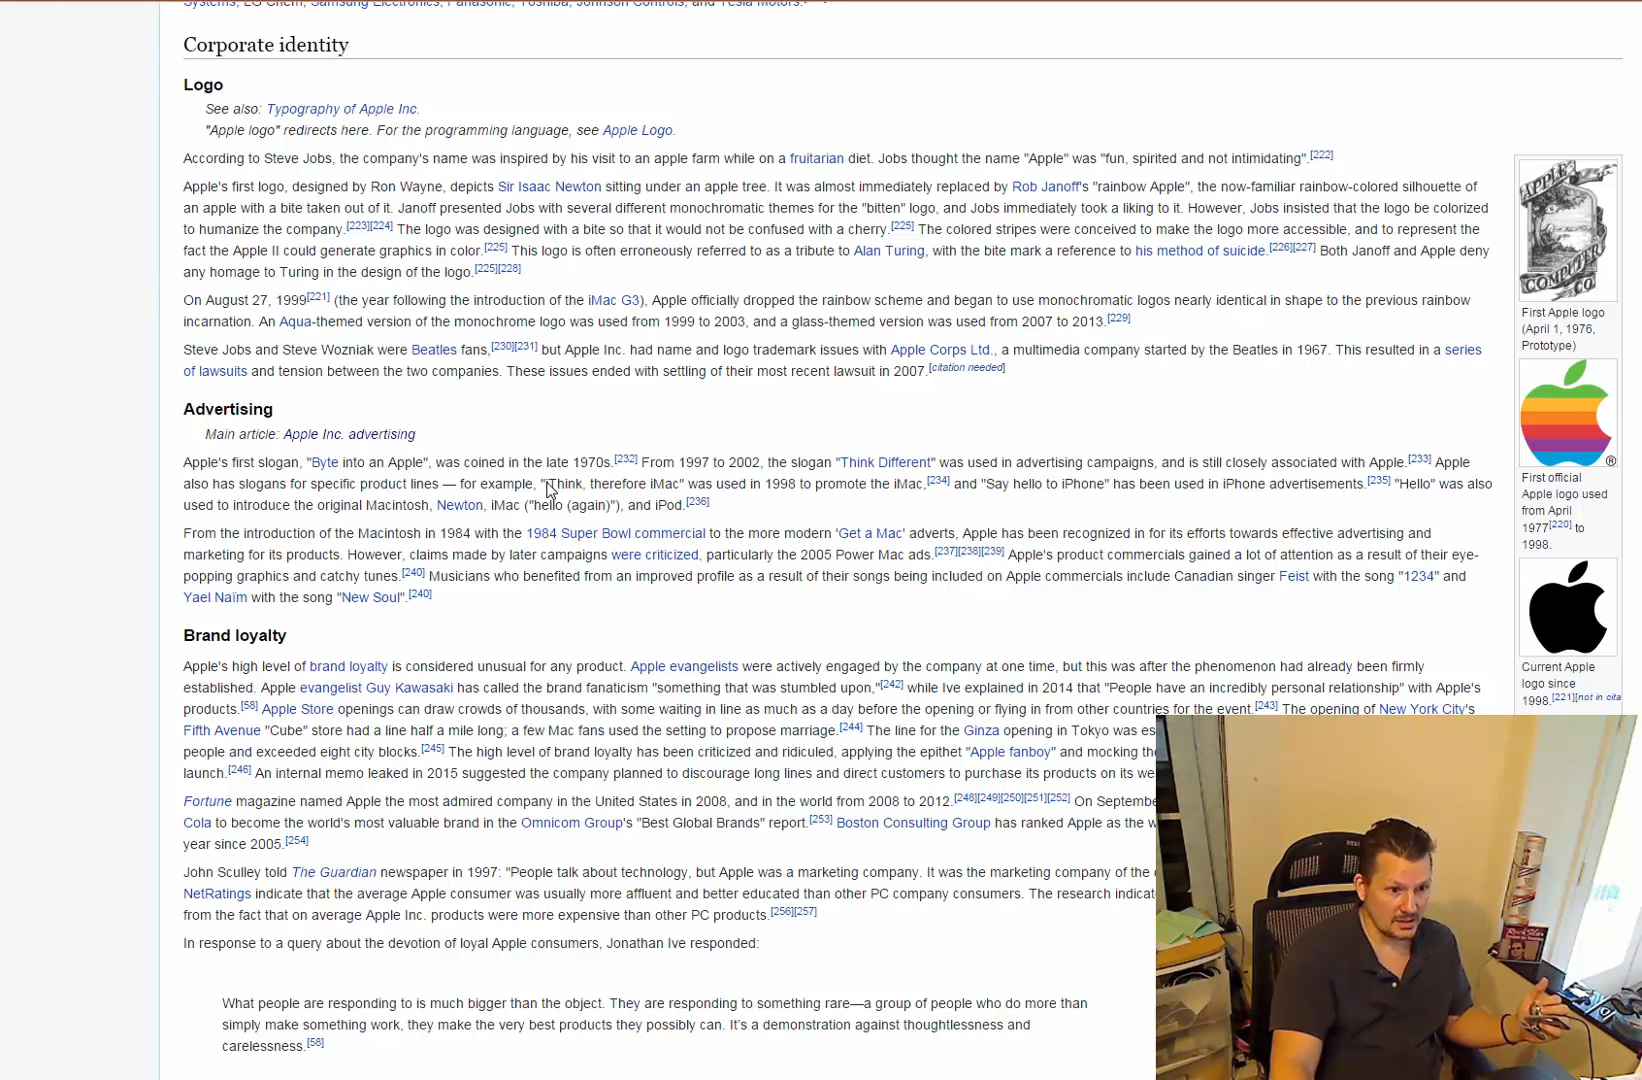 Systems, LG Chem, Samsung Electronics, Panasonic, Toshiba, Johnson Controls, and Tesla Motors.
Corporate identity
Logo
See also: Typography of Apple Inc.
"Apple logo" redirects here. For the programming language, see Apple Logo.
According to Steve Jobs, the company's name was inspired by his visit to an apple farm while on a fruitarian diet. Jobs thought the name "Apple" was "fun, spirited and not intimidating".[222]
Apple's first logo, designed by Ron Wayne, depicts Sir Isaac Newton sitting under an apple tree. It was almost immediately replaced by Rob Janoff's "rainbow Apple", the now-familiar rainbow-colored silhouette of
an apple with a bite taken out of it. Janoff presented Jobs with several different monochromatic themes for the "bitten" logo, and Jobs immediately took a liking to it. However, Jobs insisted that the logo be colorized
to humanize the company.[223][224] The logo was designed with a bite so that it would not be confused with a cherry.[225] The colored stripes were conceived to make the logo more accessible, and to represent the
fact the Apple II could generate graphics in color.[225] This logo is often erroneously referred to as a tribute to Alan Turing, with the bite mark a reference to his method of suicide.[226][227] Both Janoff and Apple deny
any homage to Turing in the design of the logo.[225][228]
On August 27, 1999[221] (the year following the introduction of the iMac G3), Apple officially dropped the rainbow scheme and began to use monochromatic logos nearly identical in shape to the previous rainbow
incarnation. An Aqua-themed version of the monochrome logo was used from 1999 to 2003, and a glass-themed version was used from 2007 to 2013.[229]
Steve Jobs and Steve Wozniak were Beatles fans,[230][231] but Apple Inc. had name and logo trademark issues with Apple Corps Ltd., a multimedia company started by the Beatles in 1967. This resulted in a series
of lawsuits and tension between the two companies. These issues ended with settling of their most recent lawsuit in 2007.[citation needed]
Advertising
Main article: Apple Inc. advertising
Apple's first slogan, "Byte into an Apple", was coined in the late 1970s.[232] From 1997 to 2002, the slogan "Think Different" was used in advertising campaigns, and is still closely associated with Apple.[233] Apple
also has slogans for specific product lines — for example, "iThink, therefore iMac" was used in 1998 to promote the iMac,[234] and "Say hello to iPhone" has been used in iPhone advertisements.[235] "Hello" was also
used to introduce the original Macintosh, Newton, iMac ("hello (again)"), and iPod.[236]
From the introduction of the Macintosh in 1984 with the 1984 Super Bowl commercial to the more modern 'Get a Mac' adverts, Apple has been recognized in for its efforts towards effective advertising and
marketing for its products. However, claims made by later campaigns were criticized, particularly the 2005 Power Mac ads.[237][238][239] Apple's product commercials gained a lot of attention as a result of their eye-
popping graphics and catchy tunes.[240] Musicians who benefited from an improved profile as a result of their songs being included on Apple commercials include Canadian singer Feist with the song "1234" and
Yael Naïm with the song "New Soul".[240]
Brand loyalty
Apple's high level of brand loyalty is considered unusual for any product. Apple evangelists were actively engaged by the company at one time, but this was after the phenomenon had already been firmly
established. Apple evangelist Guy Kawasaki has called the brand fanaticism "something that was stumbled upon,"[242] while Ive explained in 2014 that "People have an incredibly personal relationship" with Apple's
products.[58] Apple Store openings can draw crowds of thousands, with some waiting in line as much as a day before the opening or flying in from other countries for the event.[243] The opening of New York City's
Fifth Avenue "Cube" store had a line half a mile long; a few Mac fans used the setting to propose marriage.[244] The line for the Ginza opening in Tokyo was es
people and exceeded eight city blocks.[245] The high level of brand loyalty has been criticized and ridiculed, applying the epithet "Apple fanboy" and mocking the
launch.[246] An internal memo leaked in 2015 suggested the company planned to discourage long lines and direct customers to purchase its products on its we
Fortune magazine named Apple the most admired company in the United States in 2008, and in the world from 2008 to 2012.[248][249][250][251][252] On Septembe
Cola to become the world's most valuable brand in the Omnicom Group's "Best Global Brands" report.[253] Boston Consulting Group has ranked Apple as the w
year since 2005.[254]
John Sculley told The Guardian newspaper in 1997: "People talk about technology, but Apple was a marketing company. It was the marketing company of the
NetRatings indicate that the average Apple consumer was usually more affluent and better educated than other PC company consumers. The research indicat
from the fact that on average Apple Inc. products were more expensive than other PC products.[256][257]
In response to a query about the devotion of loyal Apple consumers, Jonathan Ive responded:
What people are responding to is much bigger than the object. They are responding to something rare—a group of people who do more than
simply make something work, they make the very best products they possibly can. It's a demonstration against thoughtlessness and
carelessness.[58]
APPLE
COMPUTER
CO
First Apple logo
(April 1, 1976,
Prototype)
®
First official
Apple logo used
from April
1977[220] to
1998.
Current Apple
logo since
1998.[221][not in cita